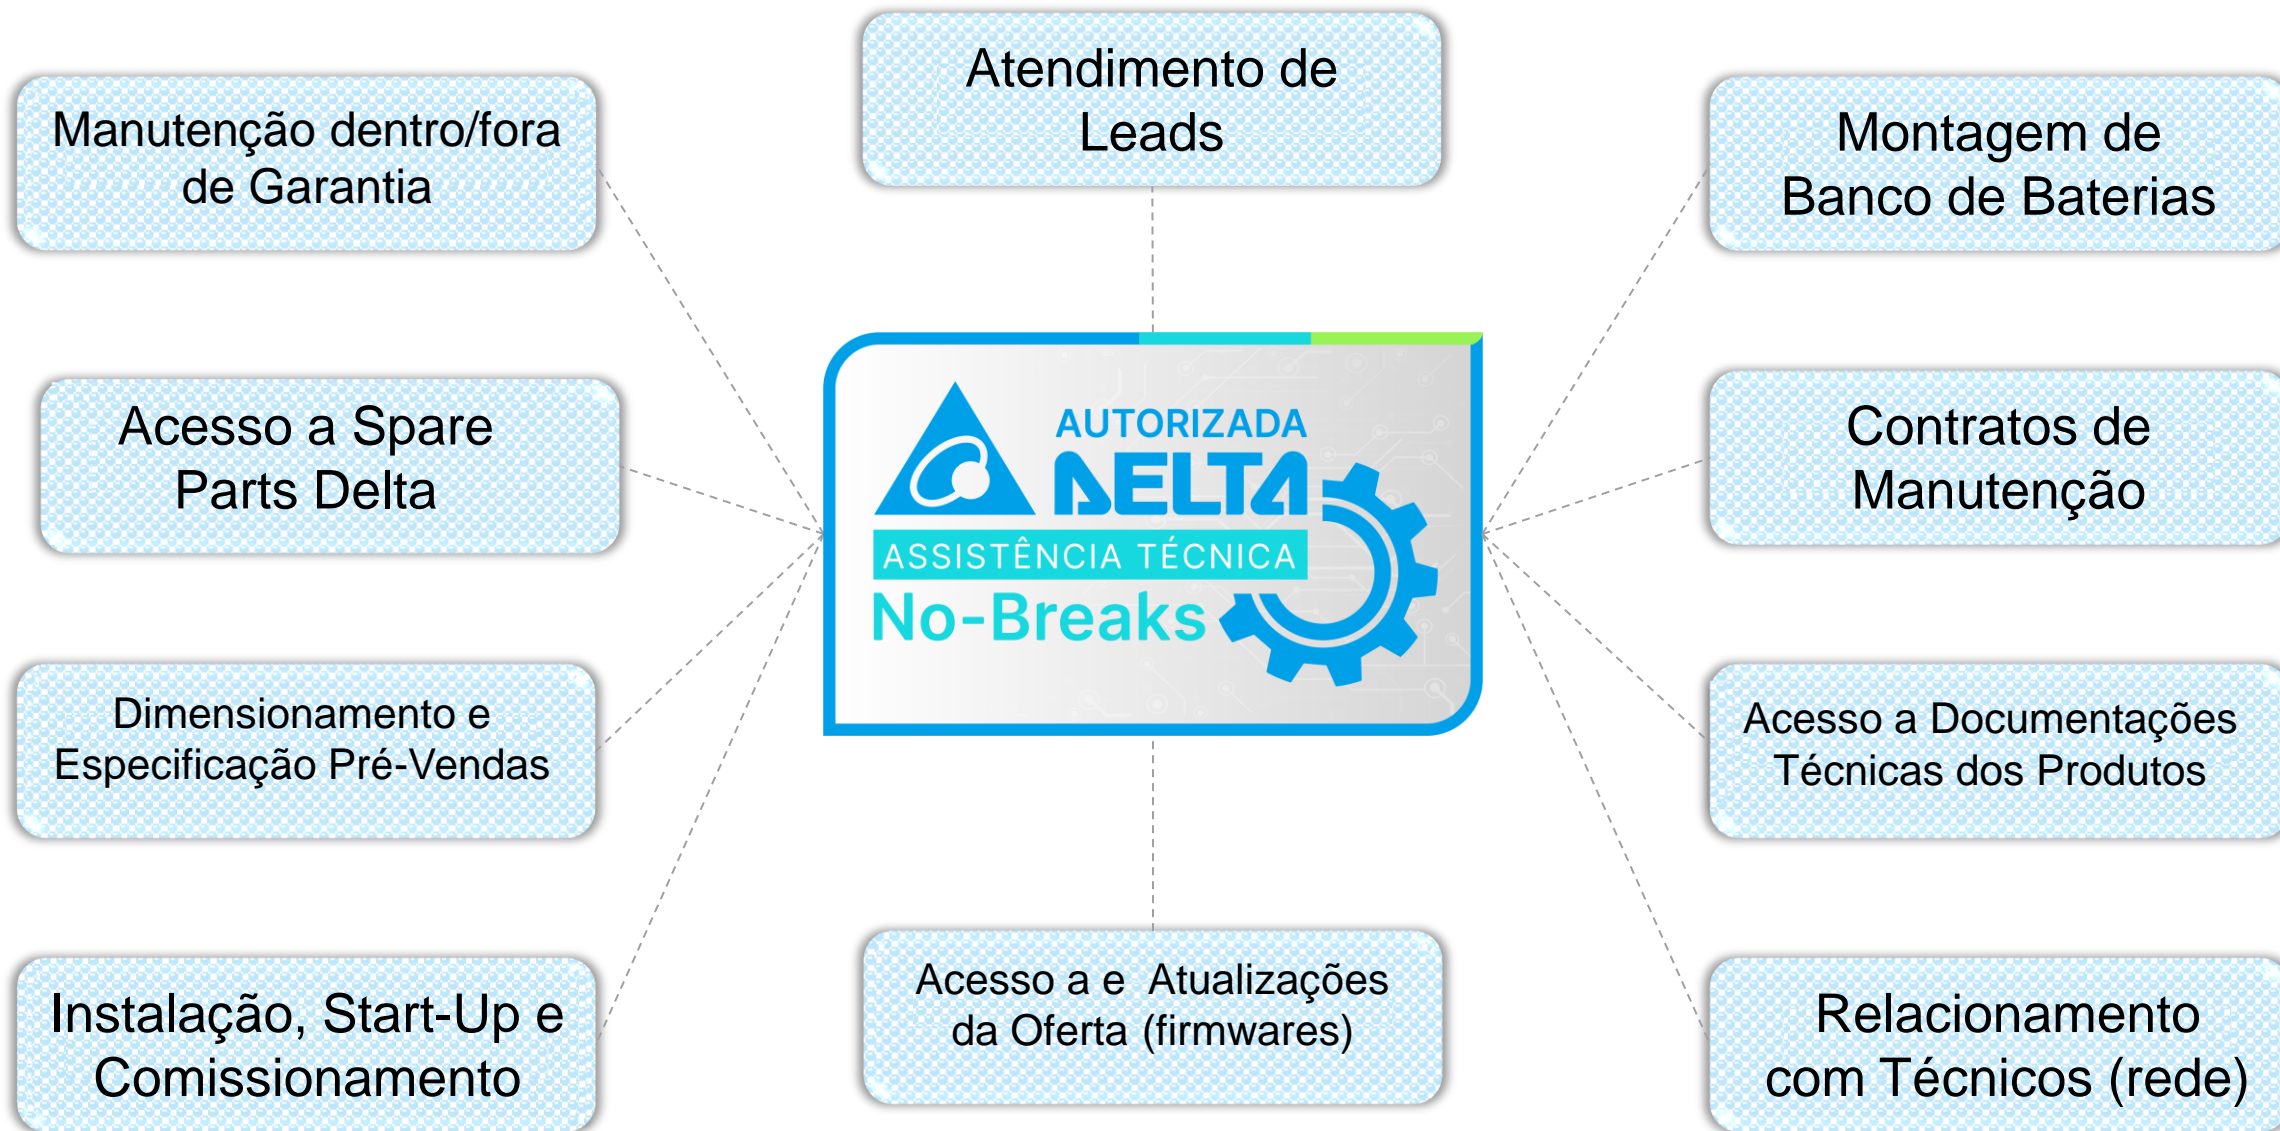 Atendimento de
Leads
Manutenção dentro/fora
de Garantia
Montagem de
Banco de Baterias
Acesso a Spare
Parts Delta
AUTORIZADA
DELTA
ASSISTÊNCIA TÉCNICA
No-Breaks
Contratos de
Manutenção
Dimensionamento e
Especificação Pré-Vendas
Acesso a Documentações
Técnicas dos Produtos
Instalação, Start-Up e
Comissionamento
Acesso a e  Atualizações
da Oferta (firmwares)
Relacionamento
com Técnicos (rede)